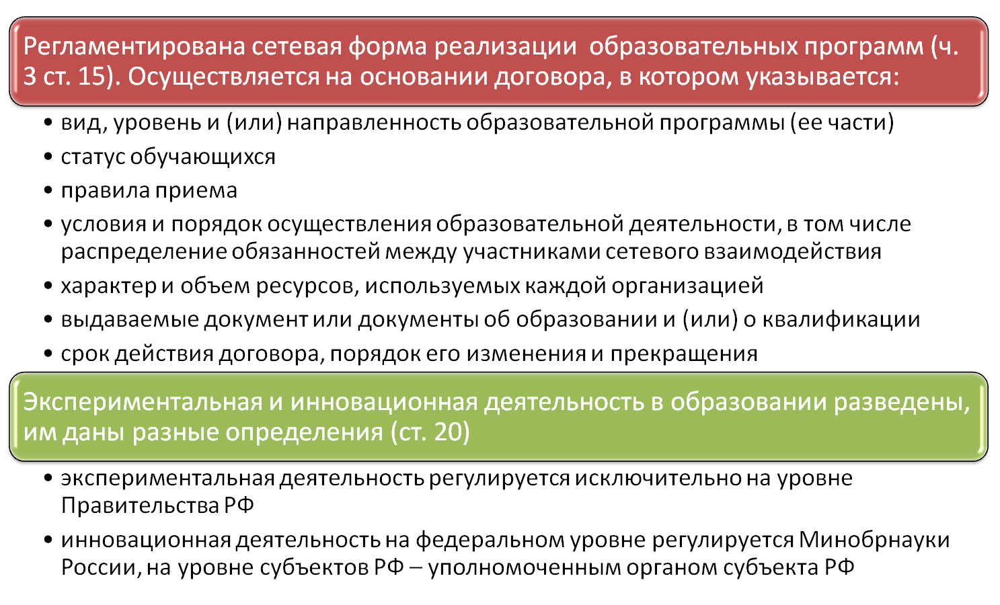 Регламентирована сетевая форма реализации образовательных программ (ч.
3 ст. 15). Осуществляется на основании договора, в котором указывается:
• вид, уровень и (или) направленность образовательной программы (ее части)
• статус обучающихся
• правила приема
• условия и порядок осуществления образовательной деятельности, в том числе
распределение обязанностей между участниками сетевого взаимодействия
• характер и объем ресурсов, используемых каждой организацией
• выдаваемые документ или документы об образовании и (или) о квалификации
• срок действия договора, порядок его изменения и прекращения
Экспериментальная и инновационная деятельность в образовании разведены,
им даны разные определения (ст. 20)
• экспериментальная деятельность регулируется исключительно на уровне
Правительства РФ
• инновационная деятельность на федеральном уровне регулируется Минобрнауки
России, на уровне субъектов РФ – уполномоченным органом субъекта РФ